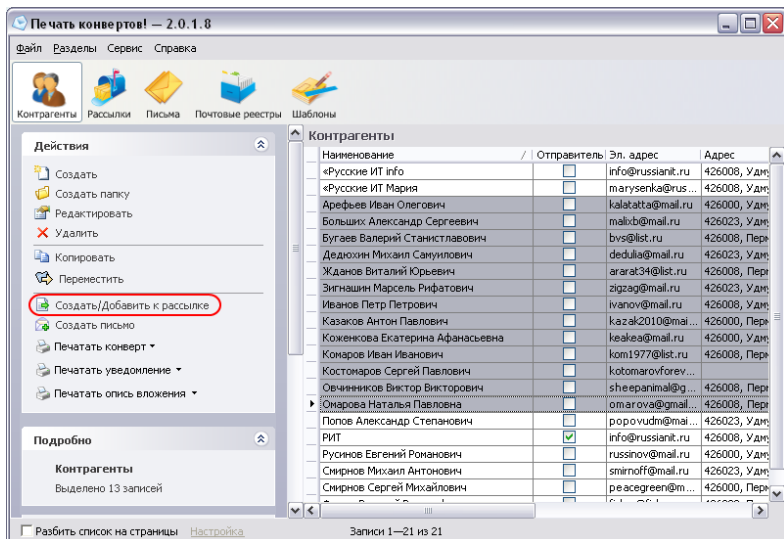 Печать конвертов! — 2.0.1.8
Файл Разделы Сервис Справка
Контрагенты Рассылки Письма Почтовые реестры Шаблоны
Действия
Создать
Создать папку
Редактировать
Удалить
Копировать
Переместить
Создать/Добавить к рассылке
Создать письмо
Печатать конверт
Печатать уведомление
Печатать опись вложения
Подробно
Контрагенты
Выделено 13 записей
Контрагенты
Наименование Отправитель Эл. адрес Адрес
«Русские ИТ info info@russianit.ru 426008, Удму
«Русские ИТ Мария marysenka@rus... 426008, Удму
Арефьев Иван Олегович kalatatta@mail.ru 426000, Удму
Больших Александр Сергеевич malixb@mail.ru 426023, Удму
Бугаев Валерий Станистлавович bvs@list.ru 426008, Перм
Дедюхин Михаил Самуилович dedulia@mail.ru 426023, Удму
Жданов Виталий Юрьевич ararat34@list.ru 426008, Перм
Зигнашин Марсель Рифатович zigzag@mail.ru 426023, Удму
Иванов Петр Петрович ivanov@mail.ru 426008, Удму
Казаков Антон Павлович kazak2010@mai... 426000, Удму
Коженкова Екатерина Афанасьевна keakea@mail.ru 426000, Удму
Комаров Иван Иванович kom1977@list.ru 426008, Перм
Костомаров Сергей Павлович kotomarovforev...
Овчинников Виктор Викторович sheepanimal@g... 426008, Перм
Омарова Наталья Павловна omarova@gmail... 426008, Перм
Попов Александр Степанович popovudm@mai... 426023, Удму
РИТ info@russianit.ru 426008, Удму
Русинов Евгений Романович russinov@mail.ru 426000, Удму
Смирнов Михаил Антонович smirnoff@mail.ru 426023, Удму
Смирнов Сергей Михайлович peacegreen@m... 426000, Перм
Разбить список на страницы Настройка Записи 1—21 из 21